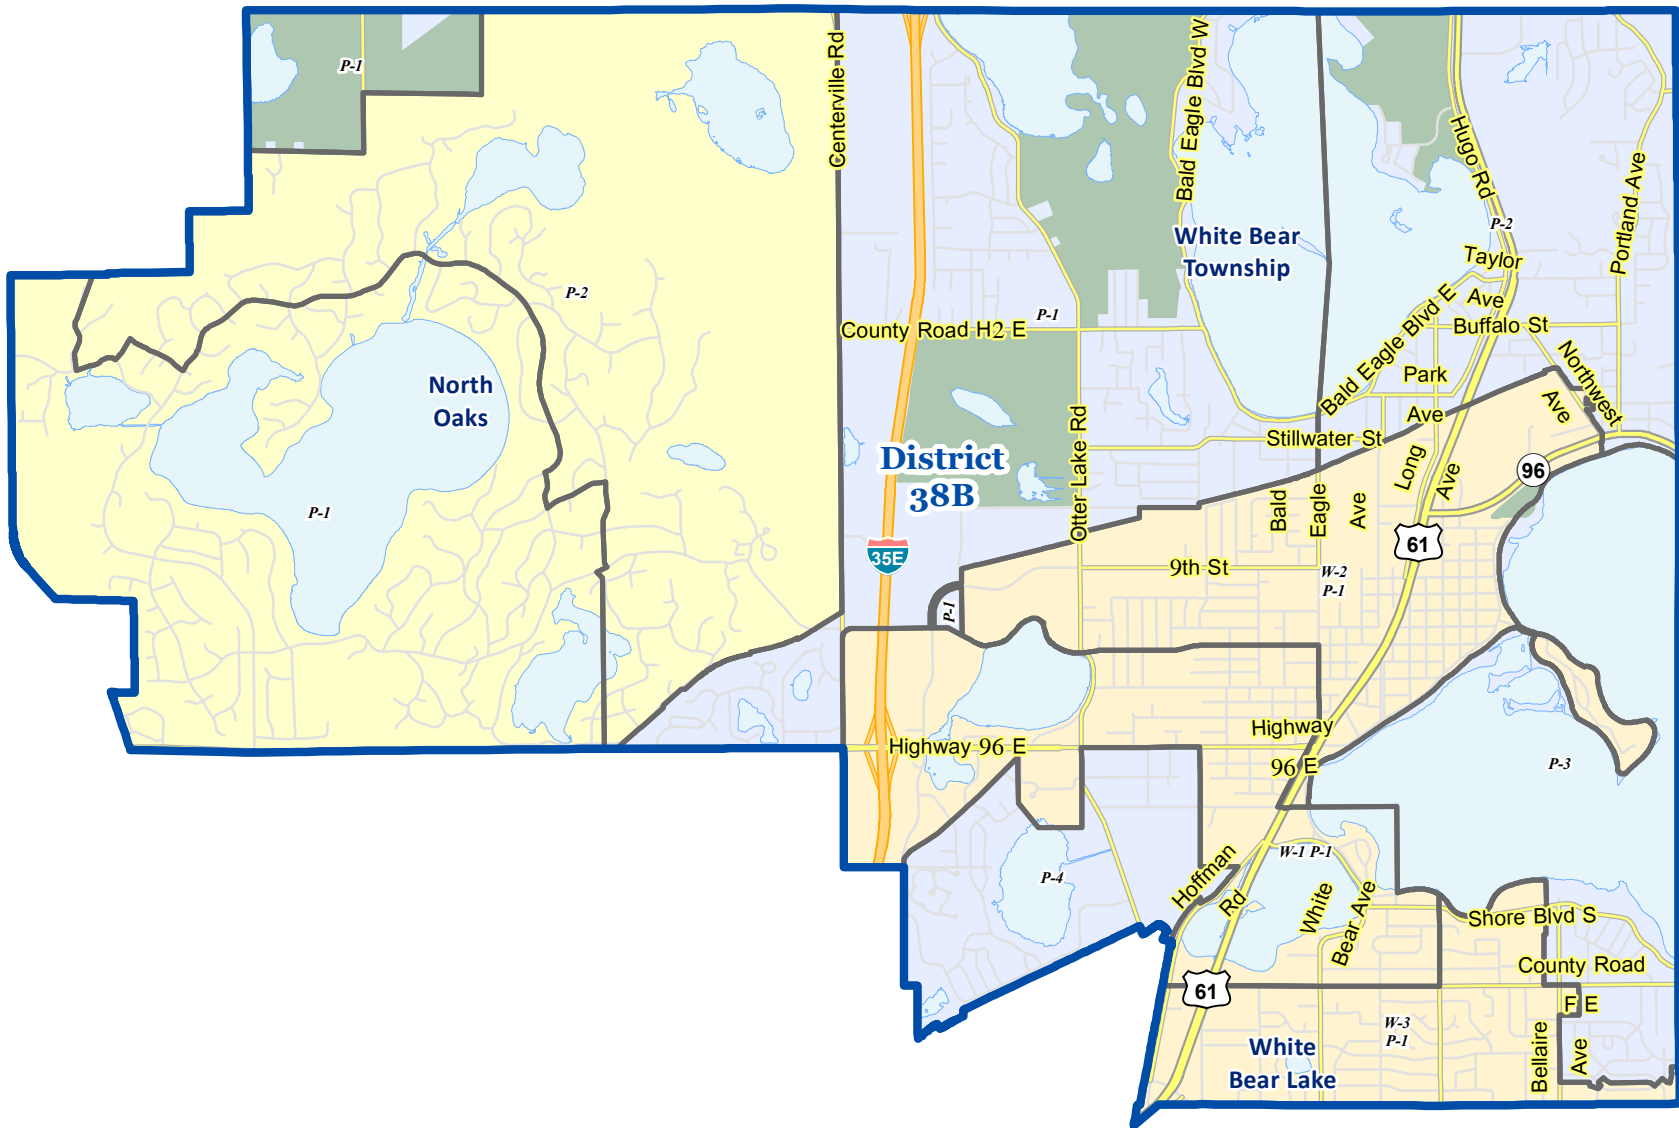 P-1
Centerville Rd
Bald Eagle Blvd W
Hugo Rd
Portland Ave
P-2
White Bear
Township
Taylor
Ave
P-2
P-1
County Road H2 E
Bald Eagle Blvd E
Buffalo St
Northwest
Ave
Park
Ave
North
Oaks
Otter Lake Rd
Stillwater St
District
38B
Long
Ave
96
Bald
Eagle
Ave
P-1
35E
61
9th St
W-2
P-1
P-1
Highway 96 E
Highway
96 E
P-3
Hoffman
Rd
W-1 P-1
P-4
White
Bear Ave
Shore Blvd S
County Road
F E
61
W-3
P-1
Bellaire
Ave
White
Bear Lake